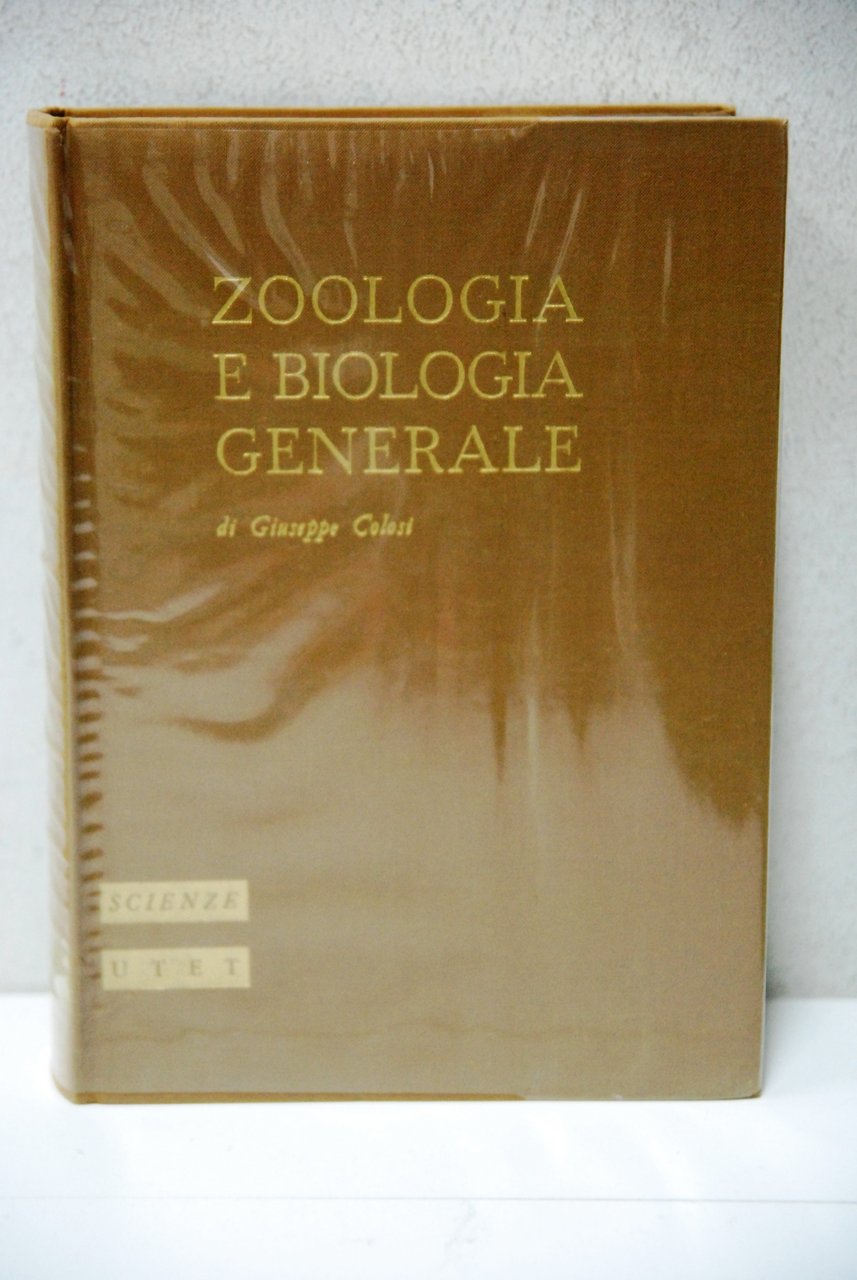 ZOOLOGIA
E BIOLOGIA
GENERALE
di Giuseppe Colosi
SCIENZE
UTET